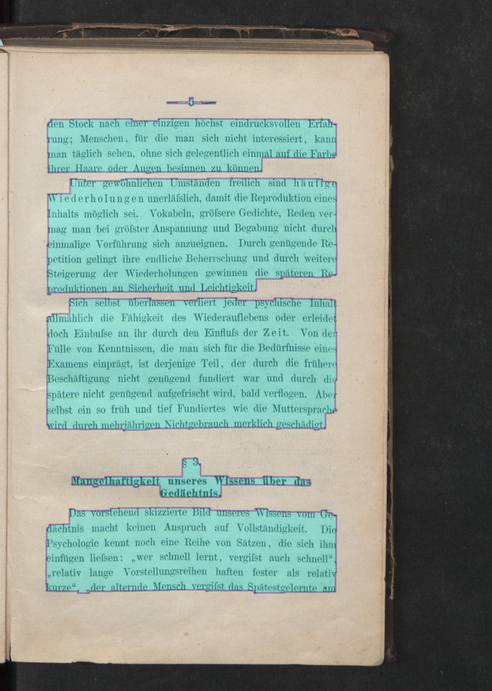 4
den Stock nach einer einzigen höchst eindrucksvollen Erfah-
rung; Menschen, für die man sich nicht interessiert, kann
man täglich sehen, ohne sich gelegentlich einmal auf die Farbe
ihrer Haare oder Augen besinnen zu können.
Unter gewöhnlichen Umständen freilich sind häufige
Wiederholungen unerläſslich, damit die Reproduktion eines
Inhalts möglich sei. Vokabeln, gröſsere Gedichte, Reden ver-
mag man bei gröſster Anspannung und Begabung nicht durch
einmalige Vorführung sich anzueignen. Durch genügende Re-
petition gelingt ihre endliche Beherrschung und durch weitere
Steigerung der Wiederholungen gewinnen die späteren Re-
produktionen an Sicherheit und Leichtigkeit.
Sich selbst überlassen verliert jeder psychische Inhalt
allmählich die Fähigkeit des Wiederauflebens oder erleidet
doch Einbuſse an ihr durch den Einfluſs der Zeit. Von der
Fülle von Kenntnissen, die man sich für die Bedürfnisse eines
Examens einprägt, ist derjenige Teil, der durch die frühere
Beschäftigung nicht genügend fundiert war und durch die
spätere nicht genügend aufgefrischt wird, bald verflogen. Aber
selbst ein so früh und tief Fundiertes wie die Muttersprache
wird durch mehrjährigen Nichtgebrauch merklich geschädigt.
§ 3.
Mangelhaftigkeit unseres Wissens über das
Gedächtnis.
Das vorstehend skizzierte Bild unseres Wissens vom Ge-
dächtnis macht keinen Anspruch auf Vollständigkeit. Die
Psychologie kennt noch eine Reihe von Sätzen, die sich ihm
einfügen lieſsen: „wer schnell lernt, vergiſst auch schnell“,
„relativ lange Vorstellungsreihen haften fester als relativ
kurze“, „der alternde Mensch vergiſst das Spätestgelernte am